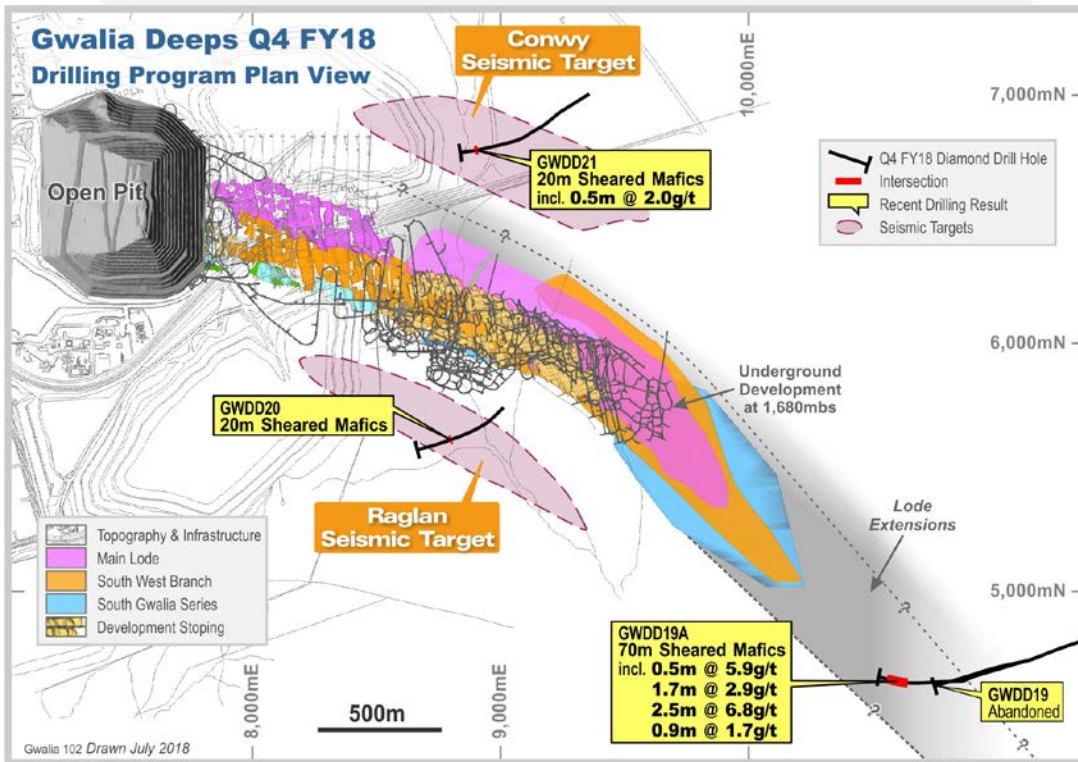 Gwalia Deeps Q4 FY18
Drilling Program Plan View
Conwy
Seismic Target
10,000mE
7,000mN
Open Pit
GWDD21
20m Sheared Mafics
incl. 0.5m @ 2.0g/t
Q4 FY18 Diamond Drill Hole
Intersection
Recent Drilling Result
Seismic Targets
?
?
6,000mN
Underground
Development
at 1,680mbs
GWDD20
20m Sheared Mafics
Raglan
Seismic Target
Lode
Extensions
Topography & Infrastructure
Main Lode
South West Branch
South Gwalia Series
Development Stoping
?
5,000mN
GWDD19A
70m Sheared Mafics
incl. 0.5m @ 5.9g/t
1.7m @ 2.9g/t
2.5m @ 6.8g/t
0.9m @ 1.7g/t
GWDD19
Abandoned
8,000mE
9,000mE
500m
?
?
Gwalia 102 Drawn July 2018